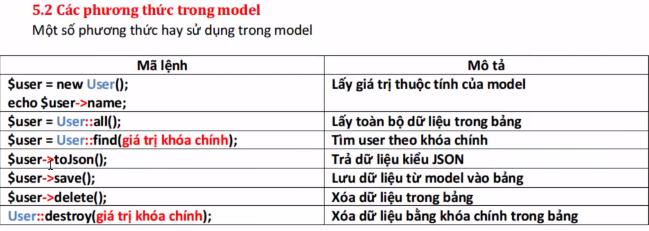 5.2 Các phương thức trong model
Một số phương thức hay sử dụng trong model
Mã lệnh Mô tả
$user = new User(); Lấy giá trị thuộc tính của model
echo $user->name;
$user = User::all(); Lấy toàn bộ dữ liệu trong bảng
$user = User::find(giá trị khóa chính); Tìm user theo khóa chính
$user->toJson(); Trả dữ liệu kiểu JSON
$user->save(); Lưu dữ liệu từ model vào bảng
$user->delete(); Xóa dữ liệu trong bảng
User::destroy(giá trị khóa chính); Xóa dữ liệu bằng khóa chính trong bảng